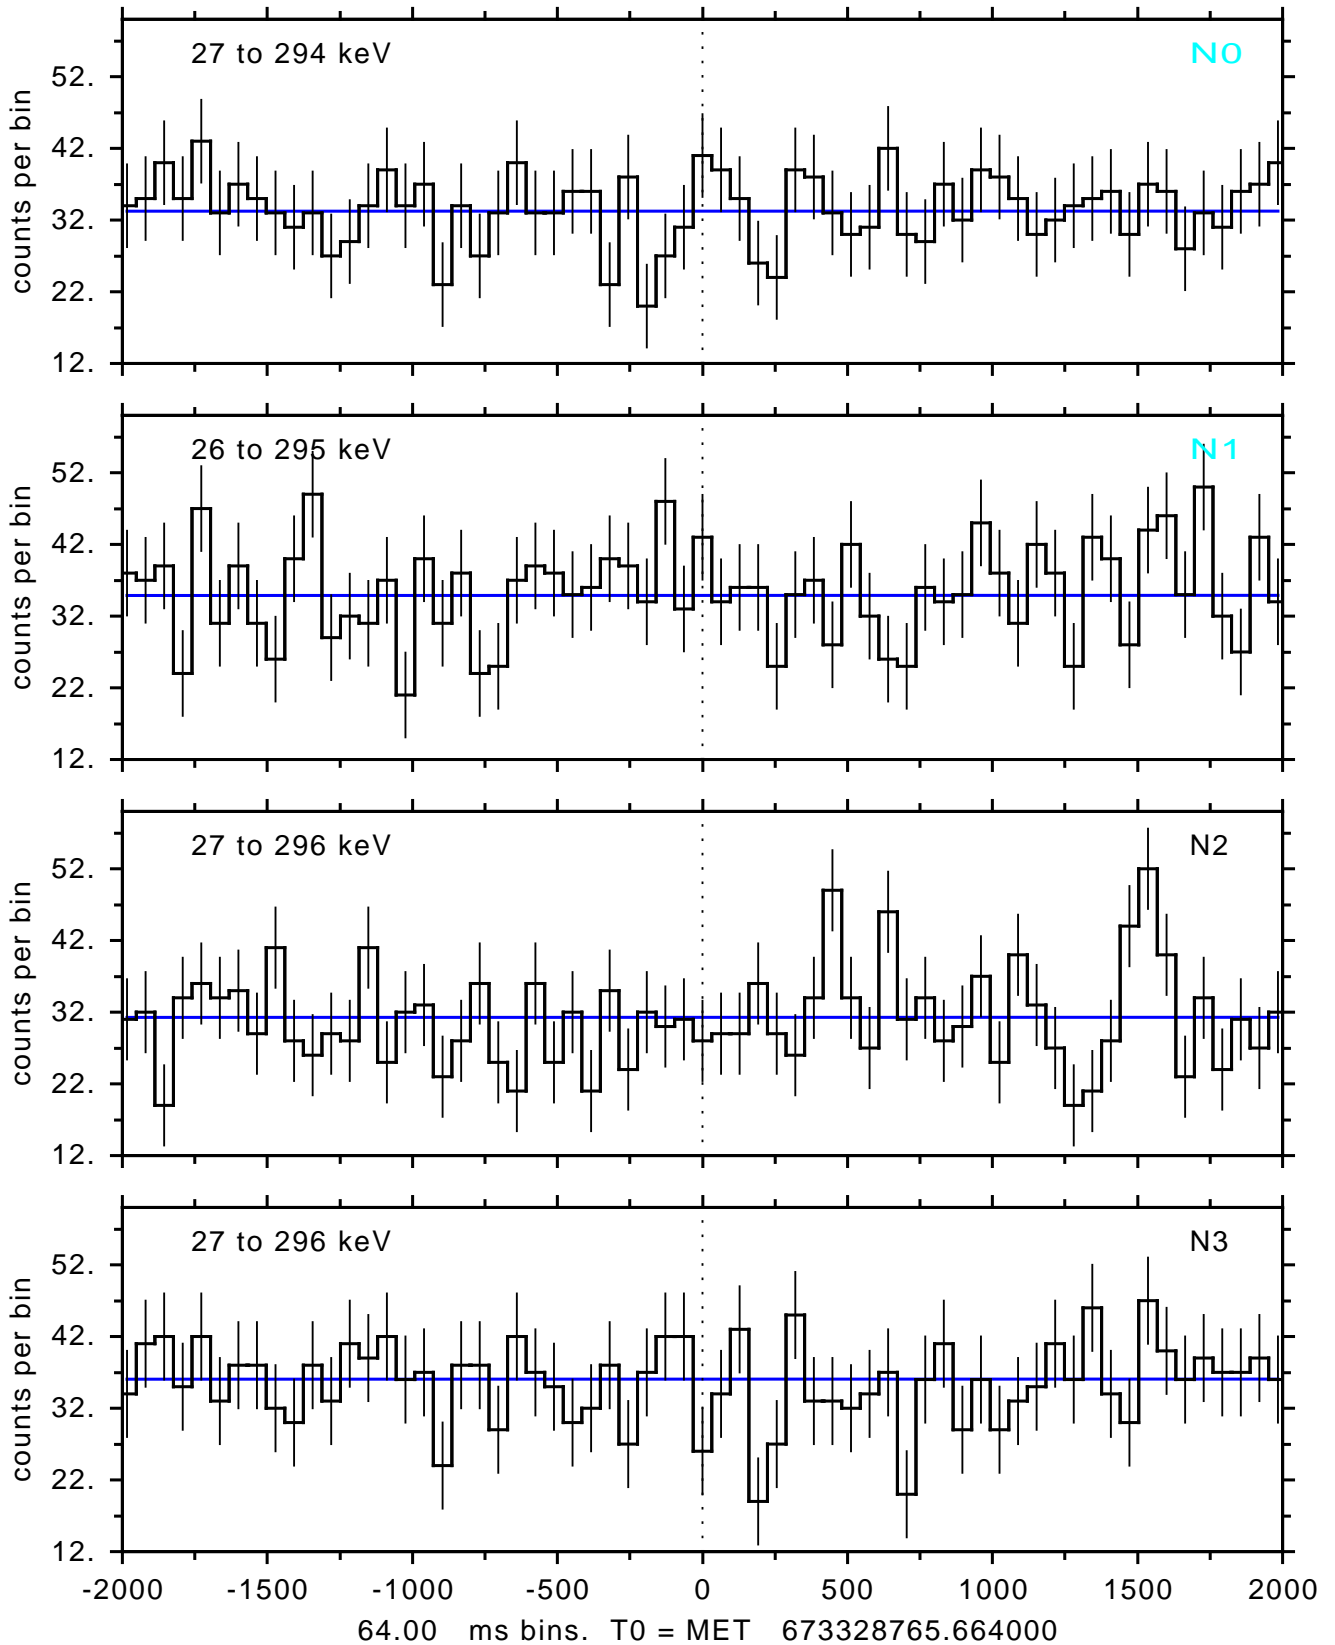 27 to 294 keV N0
counts per bin
52.
42.
32.
22.
12.
26 to 295 keV N1
counts per bin
52.
42.
32.
22.
12.
27 to 296 keV N2
counts per bin
52.
42.
32.
22.
12.
27 to 296 keV N3
counts per bin
52.
42.
32.
22.
12.
-2000 -1500 -1000 -500 0 500 1000 1500 2000
64.00 ms bins. T0 = MET 673328765.664000